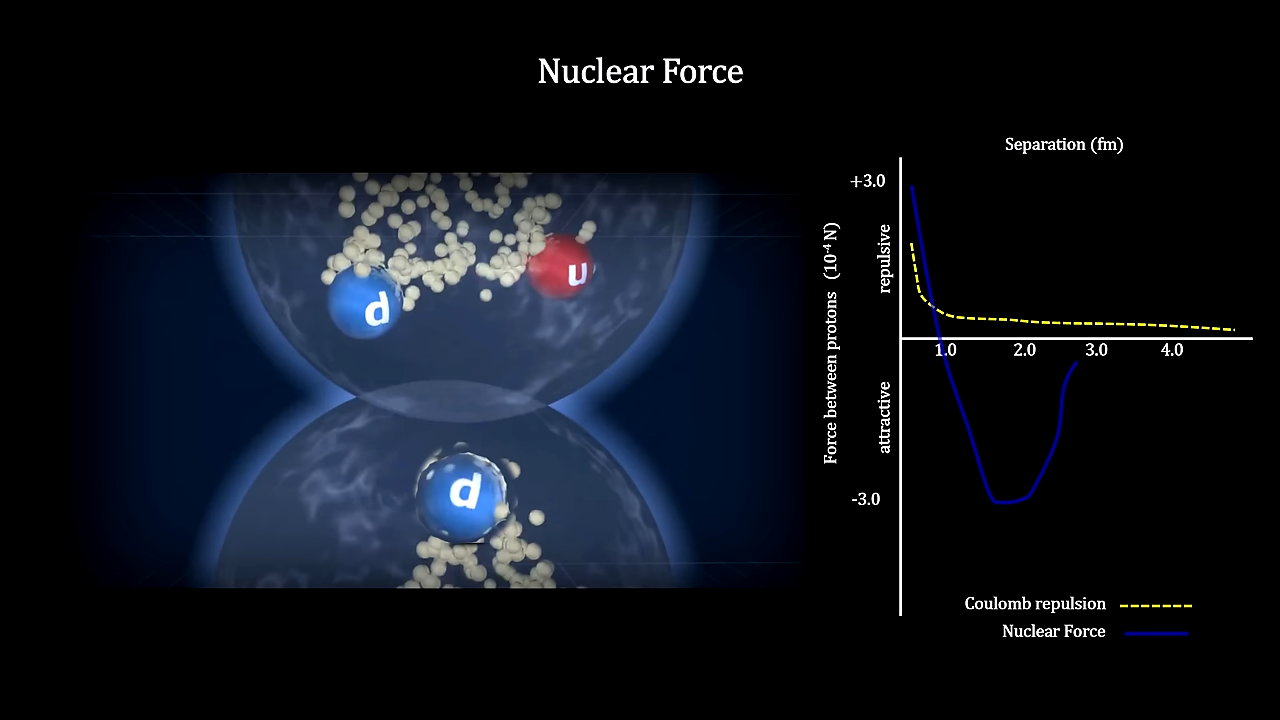 Nuclear Force
d
u
d
Separation (fm)
+3.0
-3.0
Force between protons (10⁻⁴ N)
repulsive
attractive
1.0 2.0 3.0 4.0
Coulomb repulsion
Nuclear Force